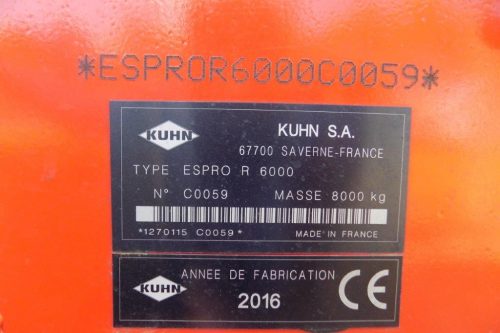 *ESPROR6000C0059*
KUHN
KUHN S.A.
67700 SAVERNE-FRANCE
TYPE ESPRO R 6000
N° C0059 MASSE 8000 kg
*1270115 C0059* MADE IN FRANCE
KUHN
ANNEE DE FABRICATION
2016
CE